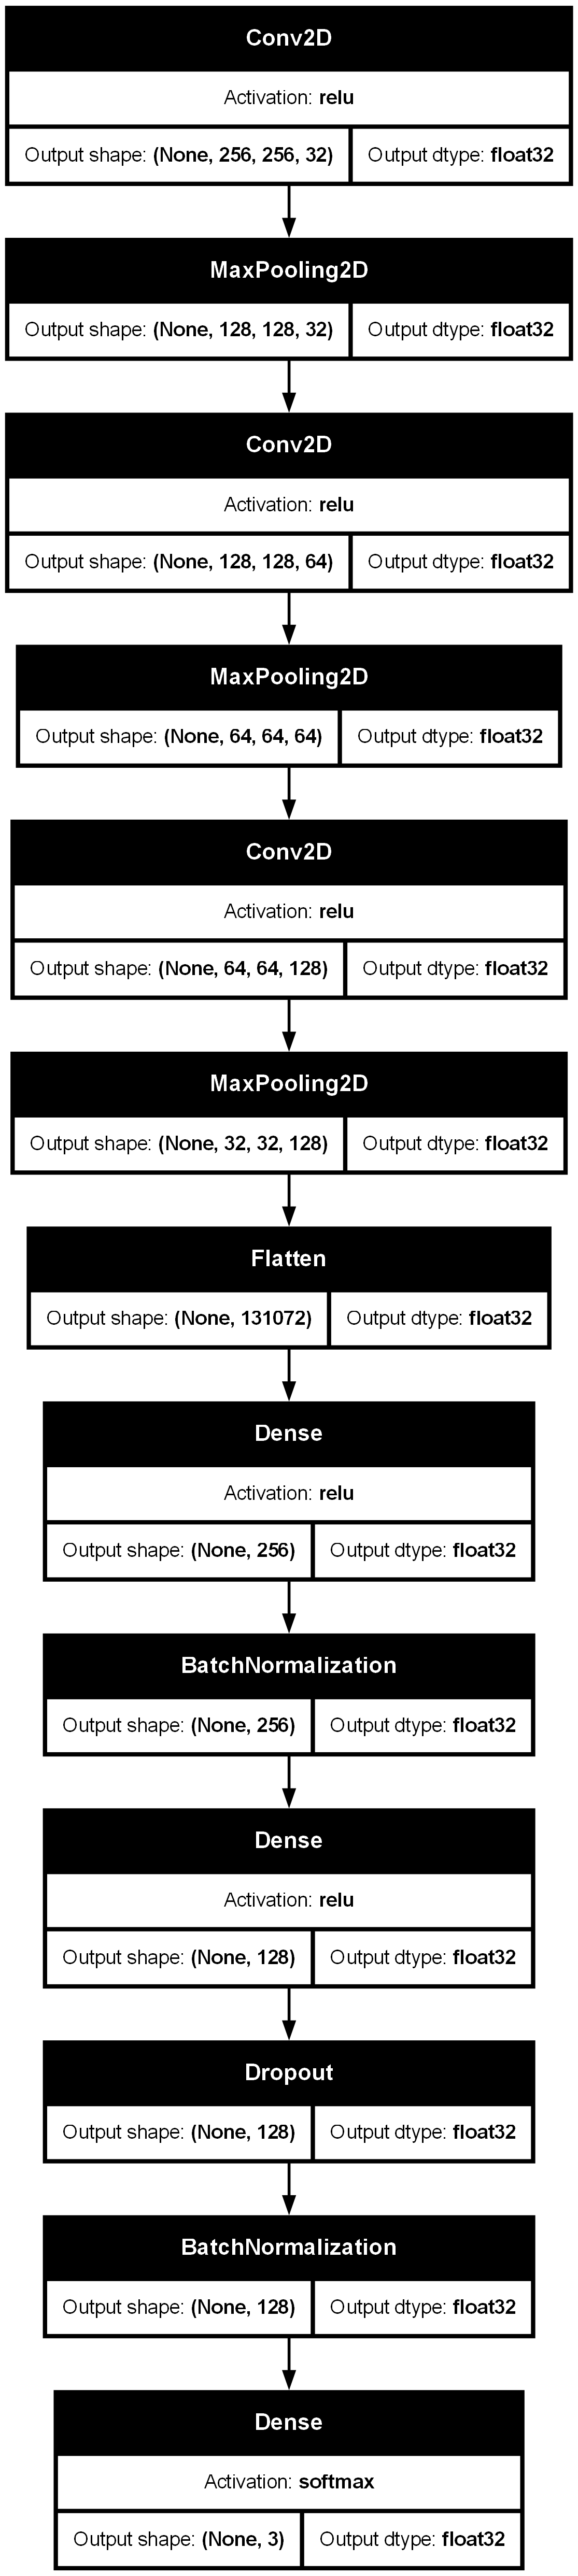 Conv2D
Activation: relu
Output shape: (None, 256, 256, 32) Output dtype: float32
MaxPooling2D
Output shape: (None, 128, 128, 32) Output dtype: float32
Conv2D
Activation: relu
Output shape: (None, 128, 128, 64) Output dtype: float32
MaxPooling2D
Output shape: (None, 64, 64, 64) Output dtype: float32
Conv2D
Activation: relu
Output shape: (None, 64, 64, 128) Output dtype: float32
MaxPooling2D
Output shape: (None, 32, 32, 128) Output dtype: float32
Flatten
Output shape: (None, 131072) Output dtype: float32
Dense
Activation: relu
Output shape: (None, 256) Output dtype: float32
BatchNormalization
Output shape: (None, 256) Output dtype: float32
Dense
Activation: relu
Output shape: (None, 128) Output dtype: float32
Dropout
Output shape: (None, 128) Output dtype: float32
BatchNormalization
Output shape: (None, 128) Output dtype: float32
Dense
Activation: softmax
Output shape: (None, 3) Output dtype: float32